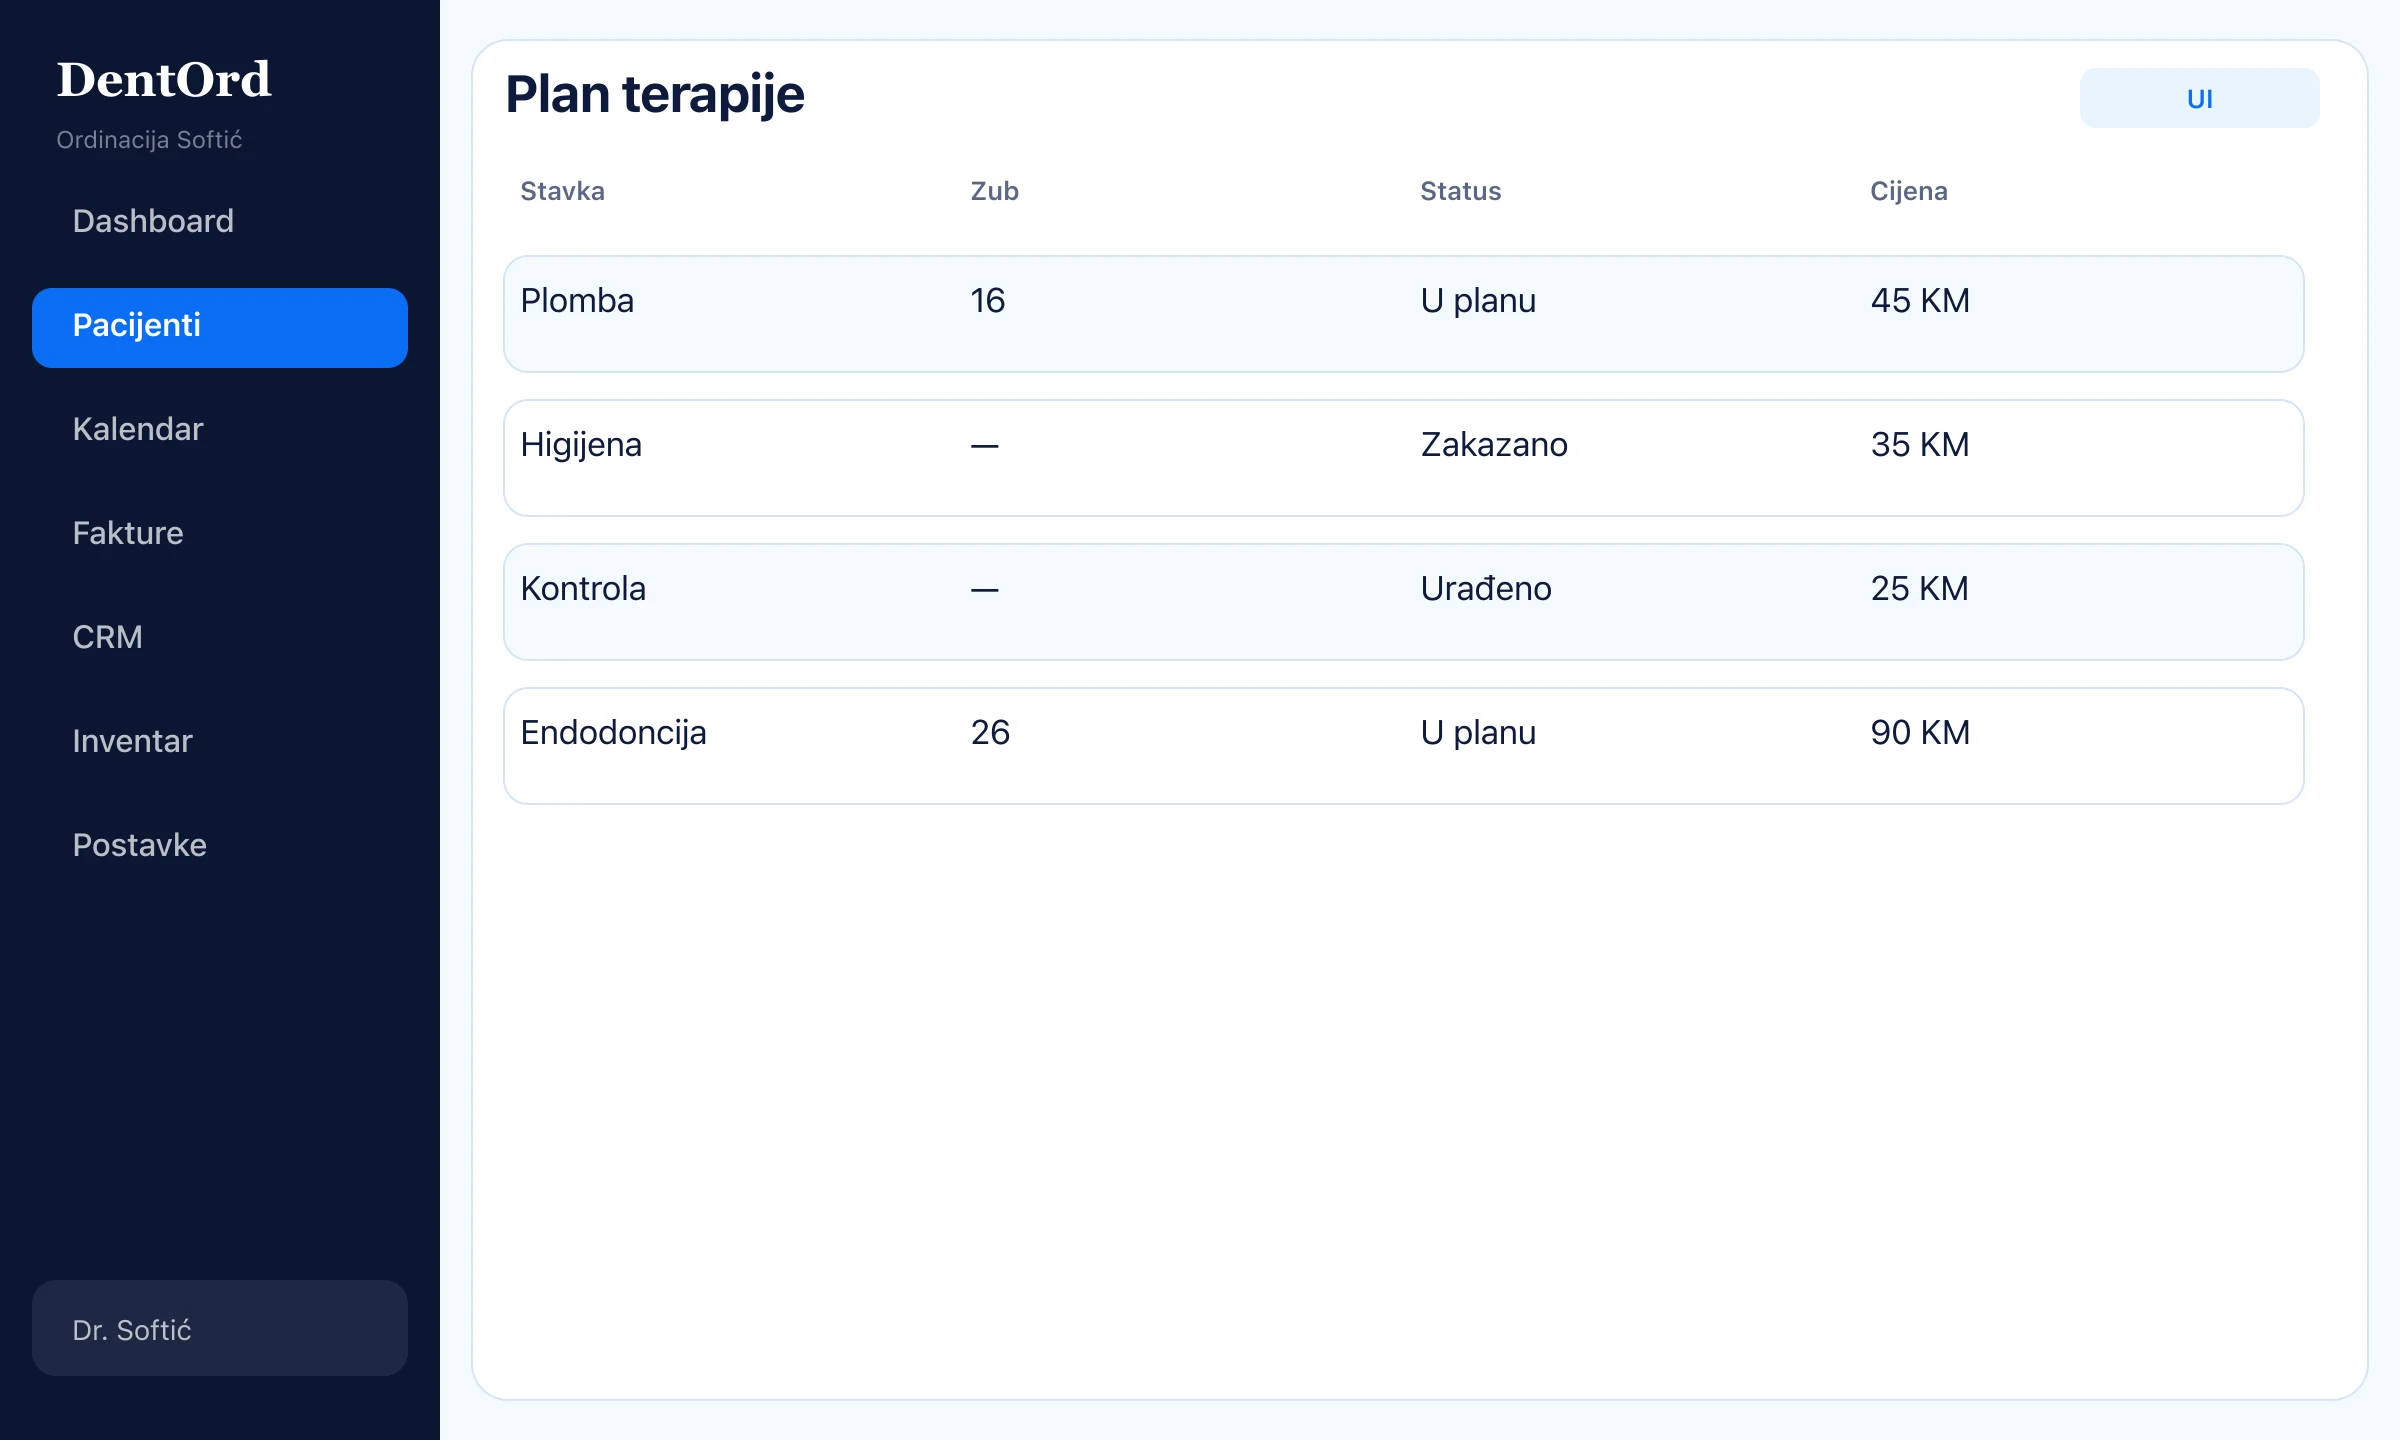 DentOrd
Ordinacija Softić
Dashboard
Pacijenti
Kalendar
Fakture
CRM
Inventar
Postavke
Dr. Softić
Plan terapije
UI
Stavka Zub Status Cijena
Plomba 16 U planu 45 KM
Higijena — Zakazano 35 KM
Kontrola — Urađeno 25 KM
Endodoncija 26 U planu 90 KM